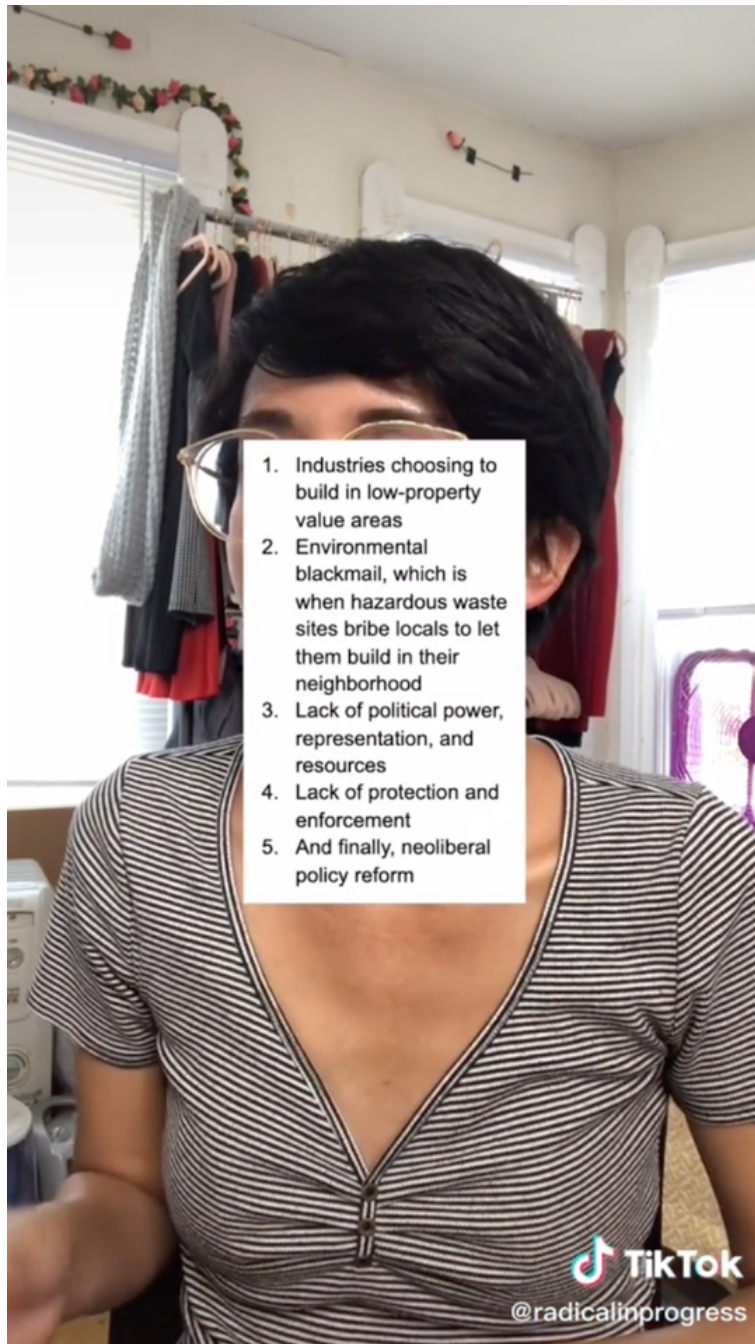 1. Industries choosing to
build in low-property
value areas
2. Environmental
blackmail, which is
when hazardous waste
sites bribe locals to let
them build in their
neighborhood
3. Lack of political power,
representation, and
resources
4. Lack of protection and
enforcement
5. And finally, neoliberal
policy reform
TikTok
@radicalinprogress